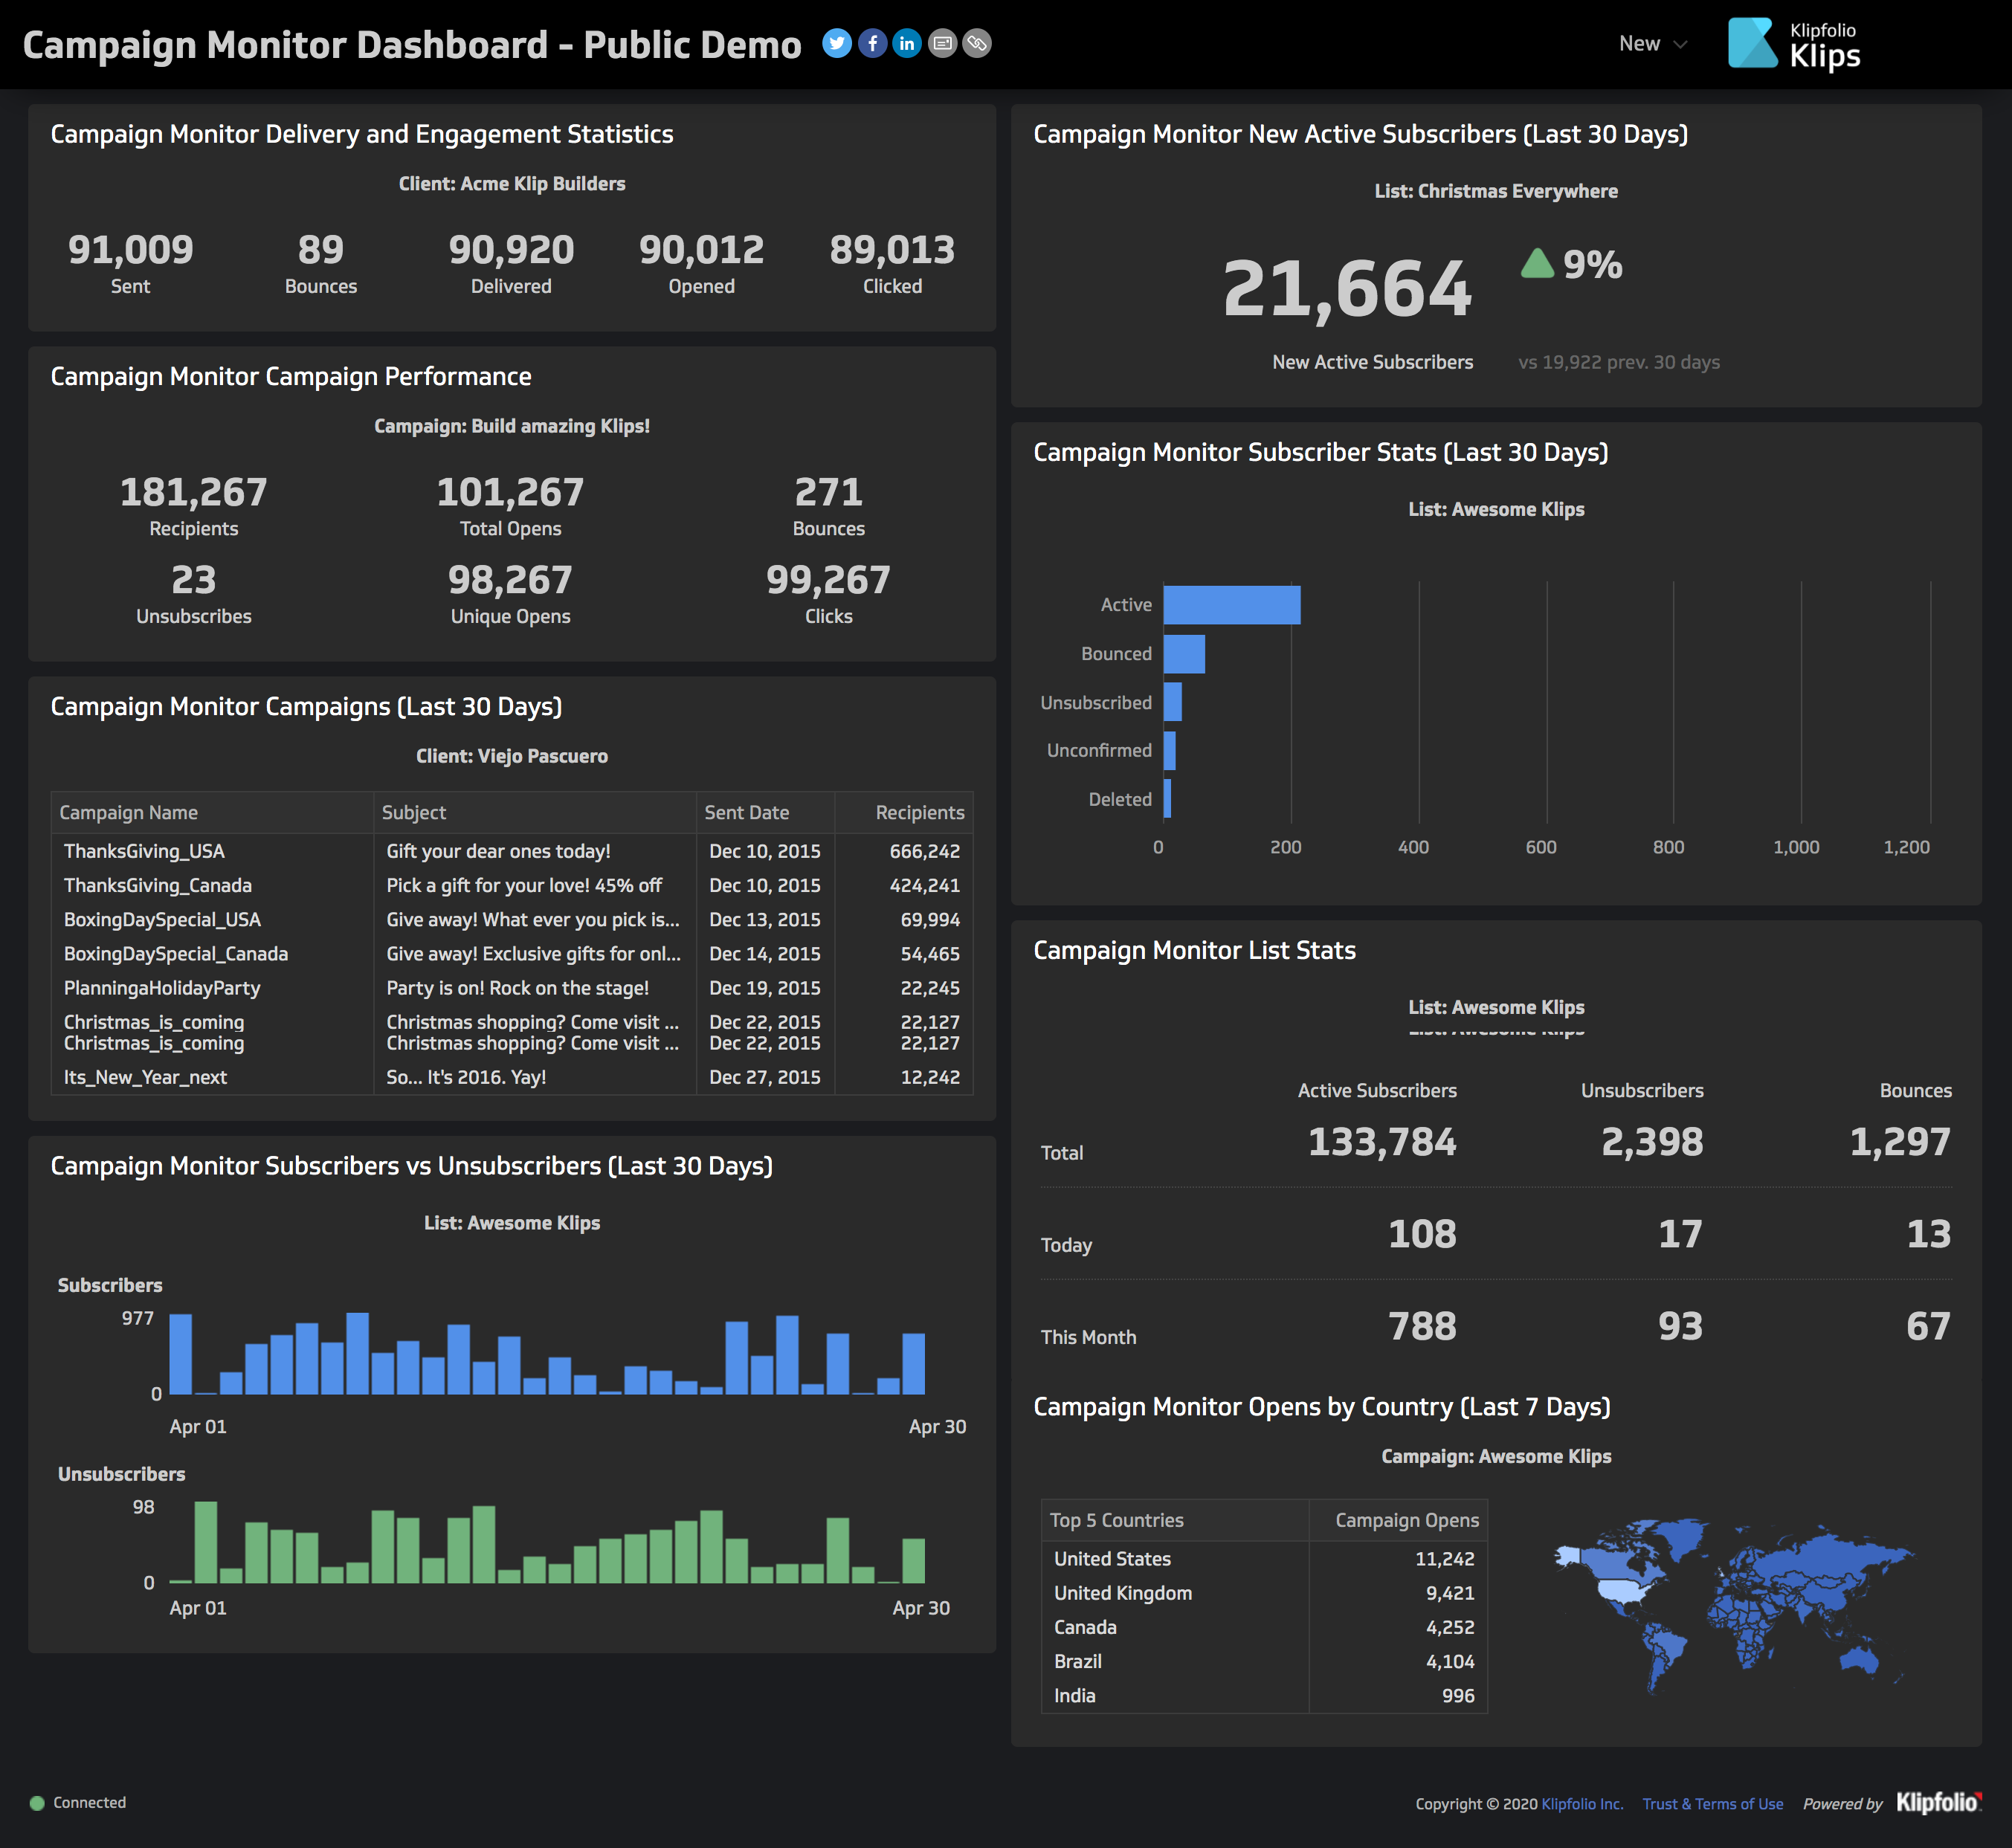 Campaign Monitor Dashboard - Public Demo
New
Klipfolio
Klips
Campaign Monitor Delivery and Engagement Statistics
Client: Acme Klip Builders
91,009 89 90,920 90,012 89,013
Sent Bounces Delivered Opened Clicked
Campaign Monitor Campaign Performance
Campaign: Build amazing Klips!
181,267 101,267 271
Recipients Total Opens Bounces
23 98,267 99,267
Unsubscribes Unique Opens Clicks
Campaign Monitor Campaigns (Last 30 Days)
Client: Viejo Pascuero
Campaign Name Subject Sent Date Recipients
ThanksGiving_USA Gift your dear ones today! Dec 10, 2015 666,242
ThanksGiving_Canada Pick a gift for your love! 45% off Dec 10, 2015 424,241
BoxingDaySpecial_USA Give away! What ever you pick is... Dec 13, 2015 69,994
BoxingDaySpecial_Canada Give away! Exclusive gifts for onl... Dec 14, 2015 54,465
PlanningaHolidayParty Party is on! Rock on the stage! Dec 19, 2015 22,245
Christmas_is_coming Christmas shopping? Come visit ... Dec 22, 2015 22,127
Christmas_is_coming Christmas shopping? Come visit ... Dec 22, 2015 22,127
Its_New_Year_next So... It's 2016. Yay! Dec 27, 2015 12,242
Campaign Monitor Subscribers vs Unsubscribers (Last 30 Days)
List: Awesome Klips
Subscribers
977
0
Apr 01 Apr 30
Unsubscribers
98
0
Apr 01 Apr 30
Campaign Monitor New Active Subscribers (Last 30 Days)
List: Christmas Everywhere
21,664 9%
New Active Subscribers vs 19,922 prev. 30 days
Campaign Monitor Subscriber Stats (Last 30 Days)
List: Awesome Klips
Active
Bounced
Unsubscribed
Unconfirmed
Deleted
0 200 400 600 800 1,000 1,200
Campaign Monitor List Stats
List: Awesome Klips
List: Awesome Klips
Active Subscribers Unsubscribers Bounces
Total 133,784 2,398 1,297
Today 108 17 13
This Month 788 93 67
Campaign Monitor Opens by Country (Last 7 Days)
Campaign: Awesome Klips
Top 5 Countries Campaign Opens
United States 11,242
United Kingdom 9,421
Canada 4,252
Brazil 4,104
India 996
Connected
Copyright © 2020 Klipfolio Inc. Trust & Terms of Use Powered by Klipfolio